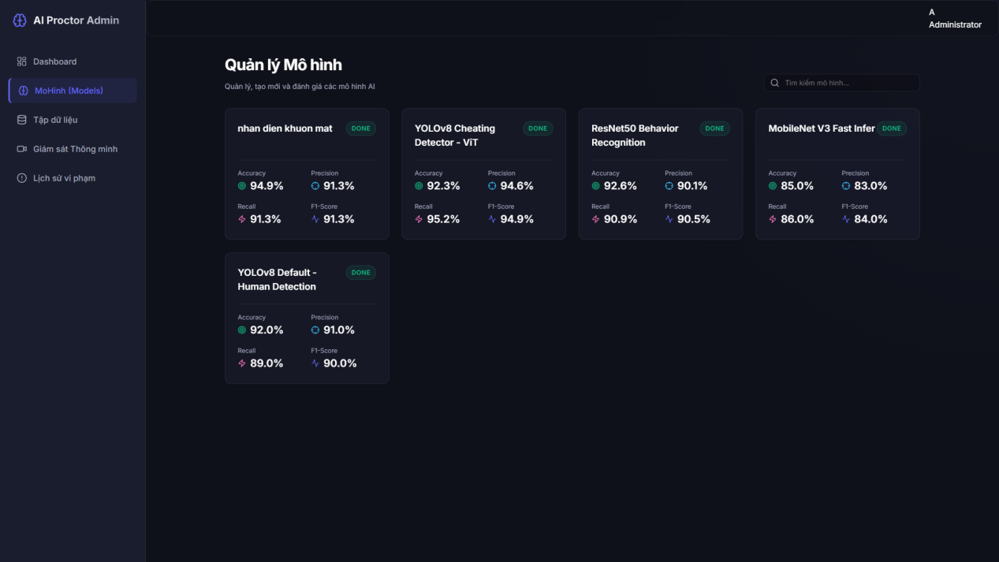 AI Proctor Admin
Dashboard
MoHinh (Models)
Tập dữ liệu
Giám sát Thông minh
Lịch sử vi phạm
A
Administrator
Quản lý Mô hình
Quản lý, tạo mới và đánh giá các mô hình AI
Tìm kiếm mô hình...
nhan dien khuon mat
DONE
Accuracy
Precision
94.9%
91.3%
Recall
F1-Score
91.3%
91.3%
YOLOv8 Cheating
Detector - ViT
DONE
Accuracy
Precision
92.3%
94.6%
Recall
F1-Score
95.2%
94.9%
ResNet50 Behavior
Recognition
DONE
Accuracy
Precision
92.6%
90.1%
Recall
F1-Score
90.9%
90.5%
MobileNet V3 Fast Infer
DONE
Accuracy
Precision
85.0%
83.0%
Recall
F1-Score
86.0%
84.0%
YOLOv8 Default -
Human Detection
DONE
Accuracy
Precision
92.0%
91.0%
Recall
F1-Score
89.0%
90.0%